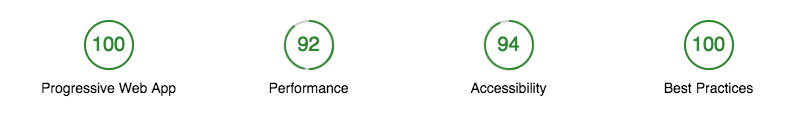 100 92 94 100
Progressive Web App Performance Accessibility Best Practices